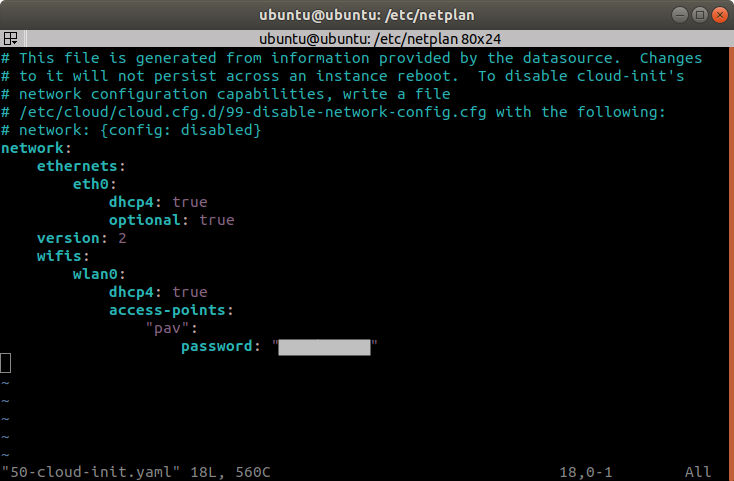 ubuntu@ubuntu: /etc/netplan
ubuntu@ubuntu: /etc/netplan 80x24
# This file is generated from information provided by the datasource.  Changes
# to it will not persist across an instance reboot.  To disable cloud-init's
# network configuration capabilities, write a file
# /etc/cloud/cloud.cfg.d/99-disable-network-config.cfg with the following:
# network: {config: disabled}
network:
    ethernets:
        eth0:
            dhcp4: true
            optional: true
    version: 2
    wifis:
        wlan0:
            dhcp4: true
            access-points:
                "pav":
                    password: ""
~
~
~
~
~
"50-cloud-init.yaml" 18L, 560C                                18,0-1        All